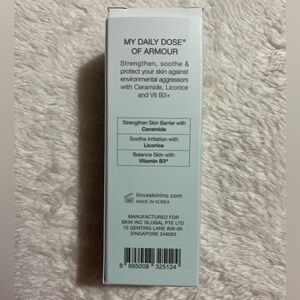 MY DAILY DOSE®
OF ARMOUR
Strengthen, soothe &
protect your skin against
environmental aggressors
with Ceramide, Licorice
and Vit B3+
Strengthen Skin Barrier with
Ceramide
Soothe Irritation with
Licorice
Balance Skin with
Vitamin B3+
iloveskininc.com
MADE IN KOREA
MANUFACTURED FOR
SKIN INC GLOBAL PTE LTD
10 GENTING LANE #08-00
SINGAPORE 349583
8 885008 325124